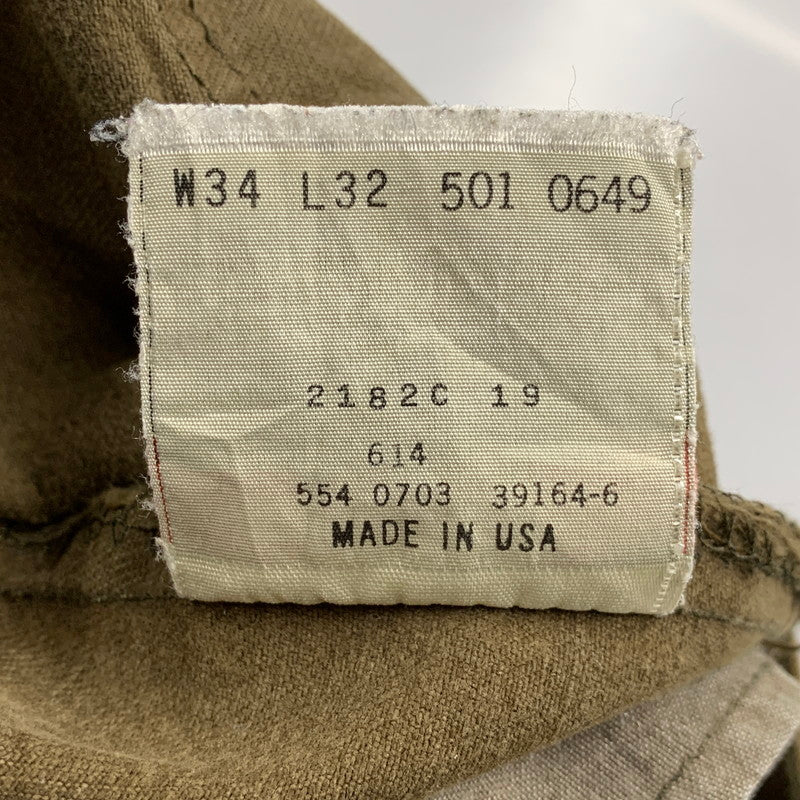 W34 L32 501 0649
2182C 19
614
554 0703 39164-6
MADE IN USA